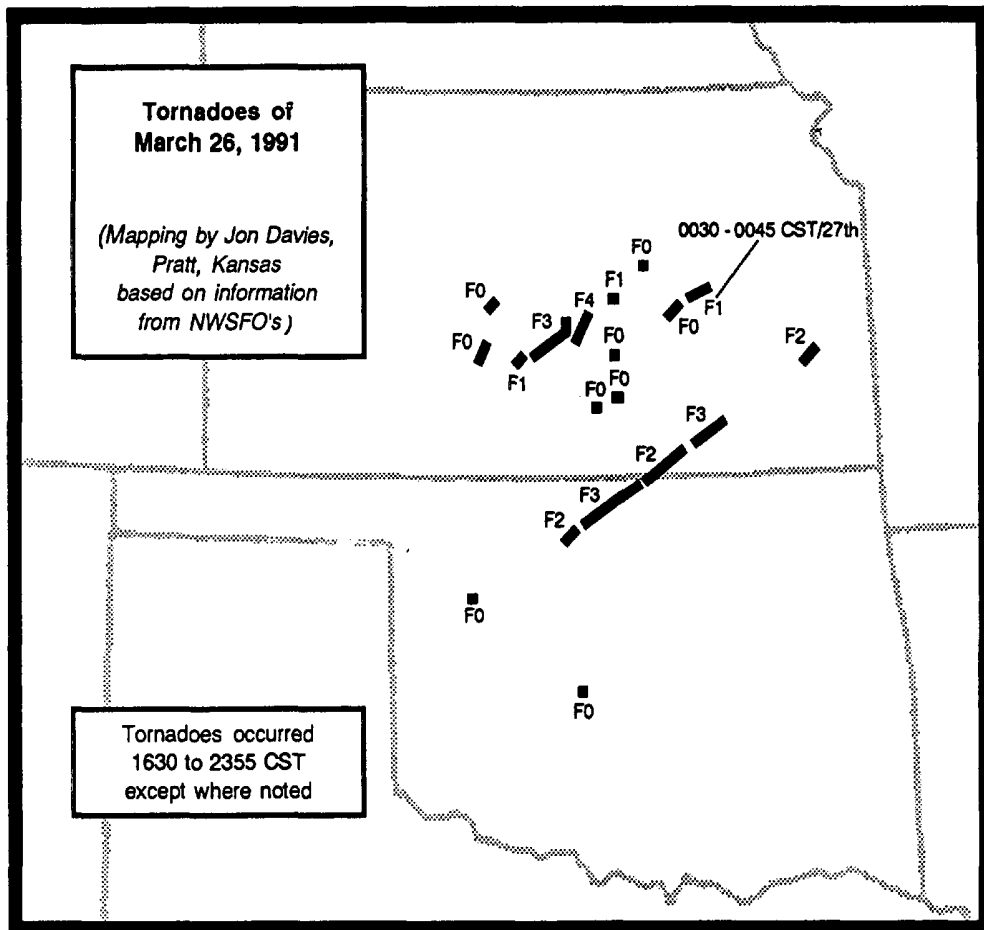 Tornadoes of
March 26, 1991
(Mapping by Jon Davies,
Pratt, Kansas
based on information
from NWSFO's)
0030 - 0045 CST/27th
F0
F0
F1
F4
F3
F1
F0
F0
F2
F0
F1
F0
F0
F3
F2
F3
F2
F0
F0
Tornadoes occurred
1630 to 2355 CST
except where noted